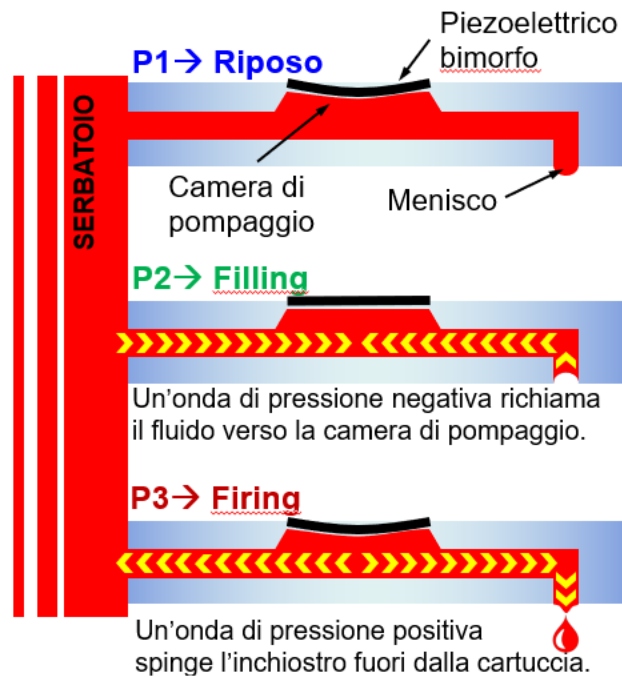 Piezoelettrico
bimorfo
P1→ Riposo
SERBATOIO
Camera di
pompaggio
Menisco
P2→ Filling
Un'onda di pressione negativa richiama
il fluido verso la camera di pompaggio.
P3→ Firing
Un'onda di pressione positiva
spinge l'inchiostro fuori dalla cartuccia.